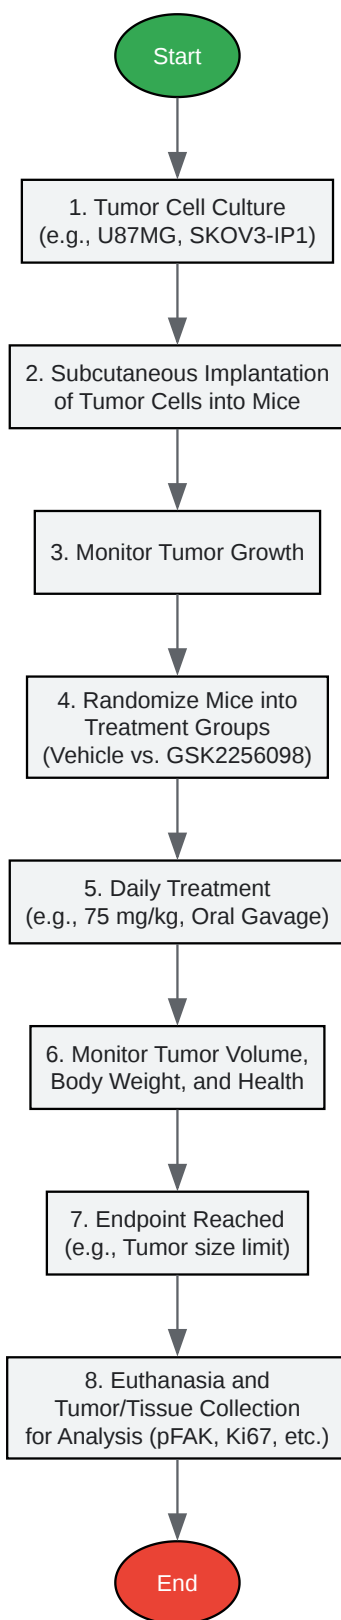 Start
1. Tumor Cell Culture
(e.g., U87MG, SKOV3-IP1)
2. Subcutaneous Implantation
of Tumor Cells into Mice
3. Monitor Tumor Growth
4. Randomize Mice into
Treatment Groups
(Vehicle vs. GSK2256098)
5. Daily Treatment
(e.g., 75 mg/kg, Oral Gavage)
6. Monitor Tumor Volume,
Body Weight, and Health
7. Endpoint Reached
(e.g., Tumor size limit)
8. Euthanasia and
Tumor/Tissue Collection
for Analysis (pFAK, Ki67, etc.)
End